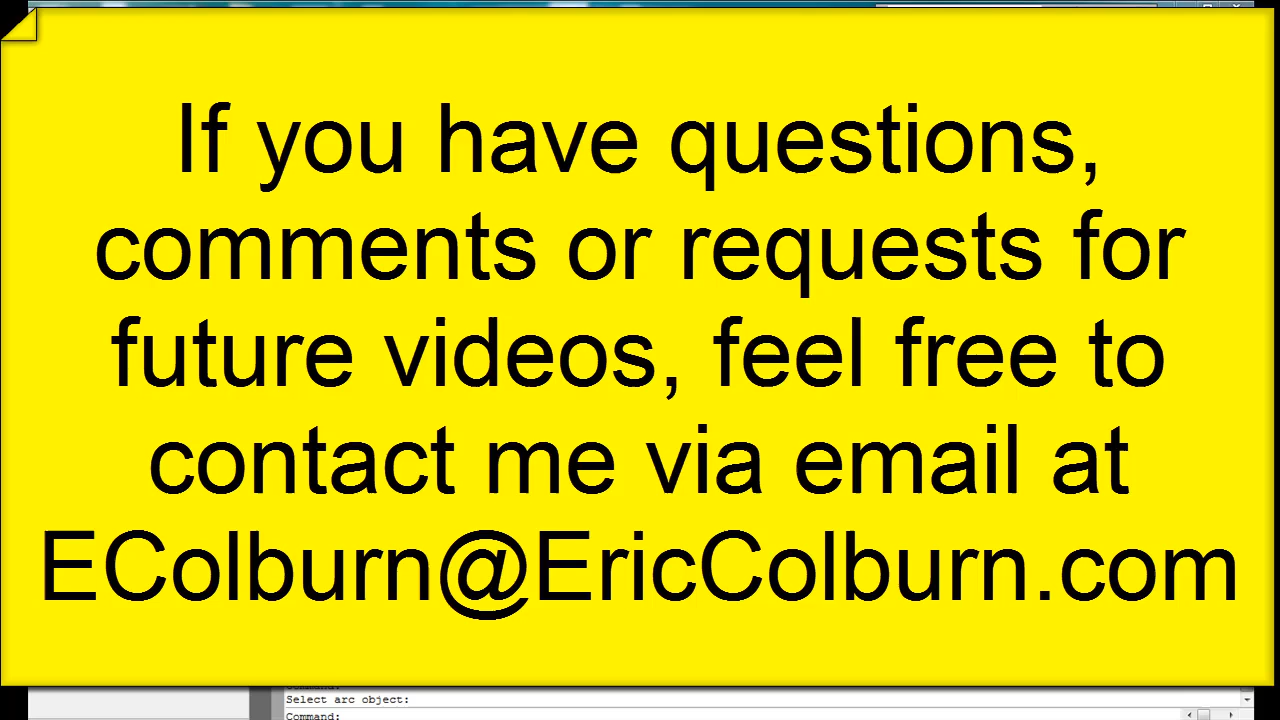 If you have questions,
comments or requests for
future videos, feel free to
contact me via email at
EColburn@EricColburn.com
Select arc object:
Command: